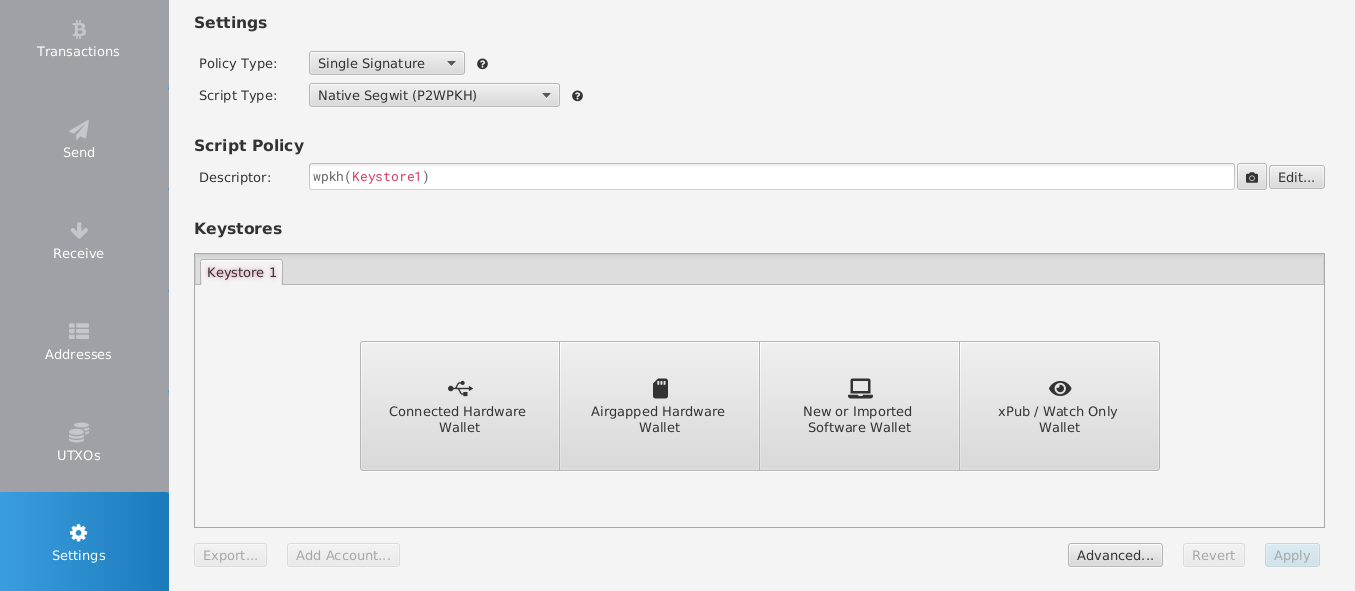 Transactions
Send
Receive
Addresses
UTXOs
Settings
Settings
Policy Type: Single Signature
Script Type: Native Segwit (P2WPKH)
Script Policy
Descriptor: wpkh(Keystore1) Edit...
Keystores
Keystore 1
Connected Hardware
Wallet
Airgapped Hardware
Wallet
New or Imported
Software Wallet
xPub / Watch Only
Wallet
Export... Add Account... Advanced... Revert Apply